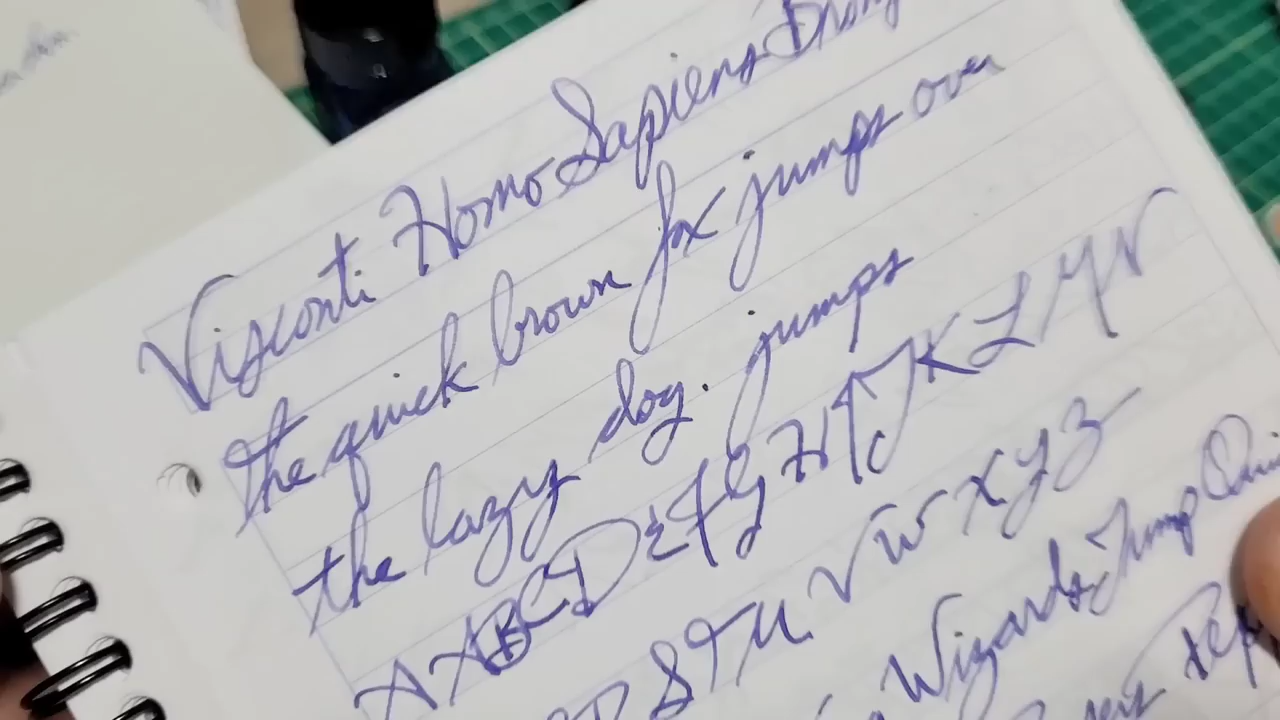 Visconti Homo Sapiens
the quick brown fox jumps over
the lazy dog. jumps
A A B C D E F G H I J K L M N
S T U V W X Y Z
Wizards Jump